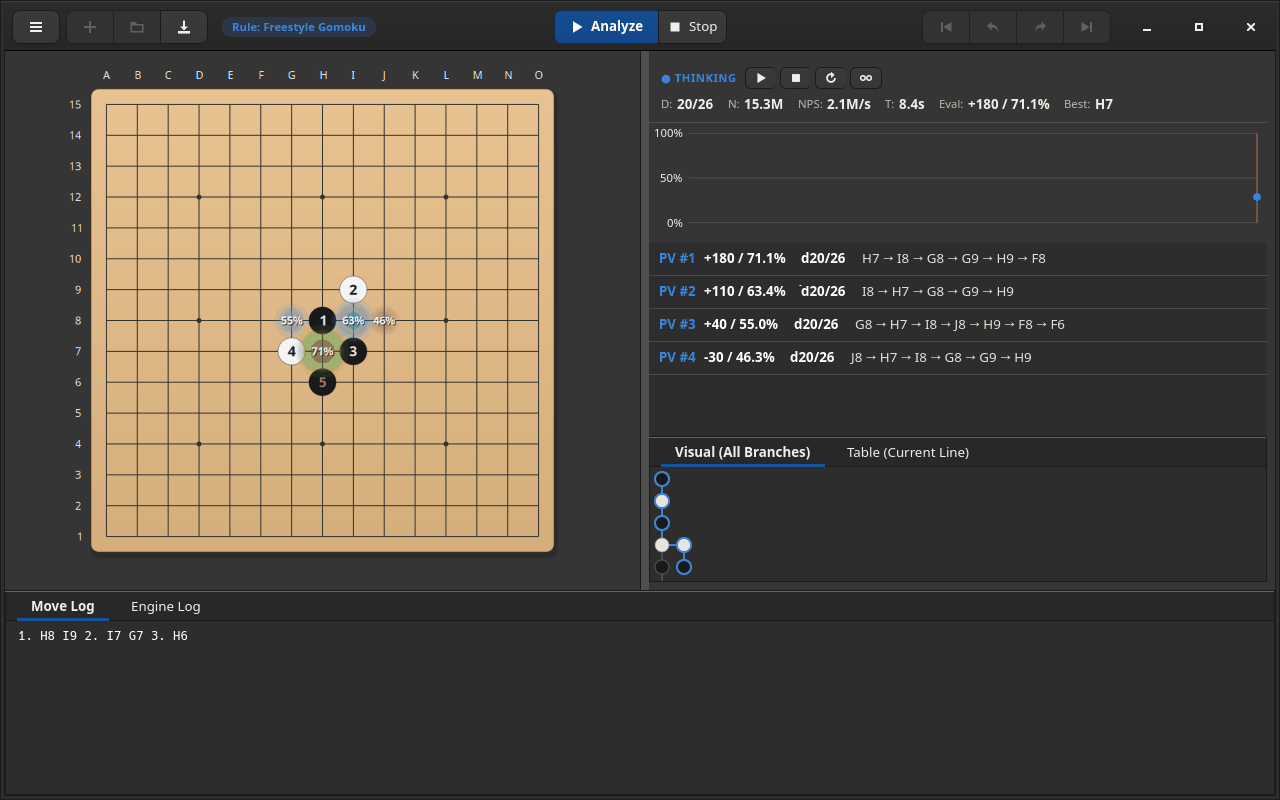 Rule: Freestyle Gomoku
Analyze
Stop
THINKING
D: 20/26 N: 15.3M NPS: 2.1M/s T: 8.4s Eval: +180 / 71.1% Best: H7
A B C D E F G H I J K L M N O
15
14
13
12
11
10
9
8
7
6
5
4
3
2
1
2
55% 1 63% 46%
4 71% 3
5
100%
50%
0%
PV #1 +180 / 71.1% d20/26 H7 → I8 → G8 → G9 → H9 → F8
PV #2 +110 / 63.4% d20/26 I8 → H7 → G8 → G9 → H9
PV #3 +40 / 55.0% d20/26 G8 → H7 → I8 → J8 → H9 → F8 → F6
PV #4 -30 / 46.3% d20/26 J8 → H7 → I8 → G8 → G9 → H9
Visual (All Branches) Table (Current Line)
Move Log Engine Log
1. H8 I9 2. I7 G7 3. H6